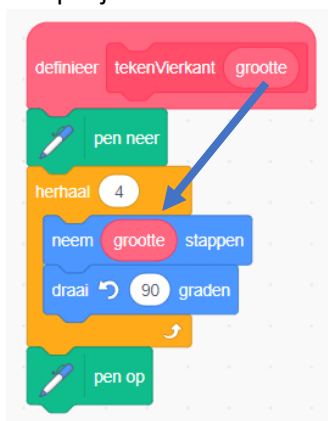 definieer tekenVierkant grootte
pen neer
herhaal 4
neem grootte stappen
draai 90 graden
pen op